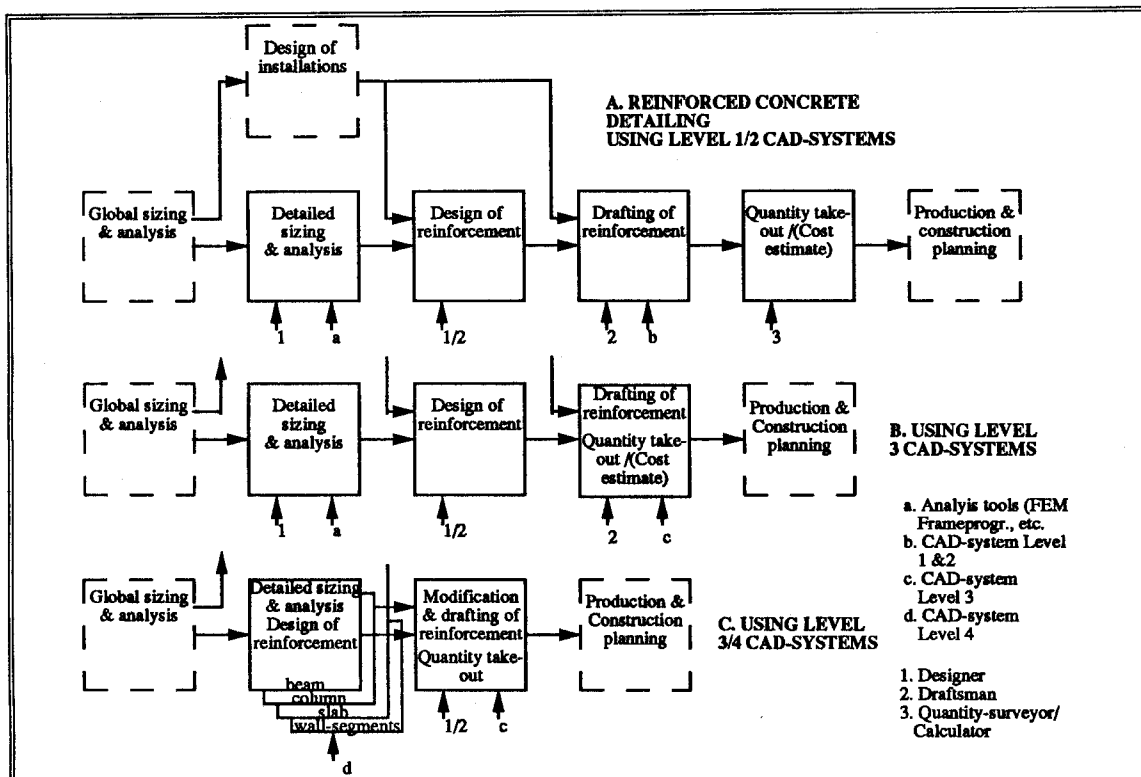 Design of
installations
A. REINFORCED CONCRETE
DETAILING
USING LEVEL 1/2 CAD-SYSTEMS
Global sizing
& analysis
Detailed
sizing
& analysis
Design of
reinforcement
Drafting of
reinforcement
Quantity take-
out /(Cost
estimate)
Production &
construction
planning
1
a
1/2
2
b
3
Global sizing
& analysis
Detailed
sizing
& analysis
Design of
reinforcement
Drafting of
reinforcement
Quantity take-
out /(Cost
estimate)
Production &
Construction
planning
B. USING LEVEL
3 CAD-SYSTEMS
1
a
1/2
2
c
Global sizing
& analysis
Detailed sizing
& analysis
Design of
reinforcement
beam
column
slab
wall-segments
Modification
& drafting of
reinforcement
Quantity take-
out
Production &
Construction
planning
C. USING LEVEL
3/4 CAD-SYSTEMS
d
1/2
c
a. Analyis tools (FEM
Frameprogr., etc.
b. CAD-system Level
1 &2
c. CAD-system
Level 3
d. CAD-system
Level 4
1. Designer
2. Draftsman
3. Quantity-surveyor/
Calculator